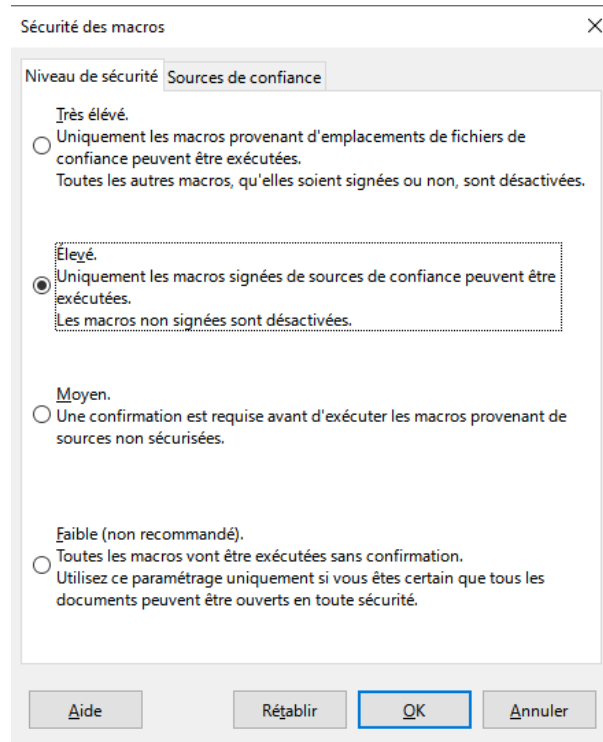 Sécurité des macros
Niveau de sécurité Sources de confiance
Très élévé.
Uniquement les macros provenant d'emplacements de fichiers de
confiance peuvent être exécutées.
Toutes les autres macros, qu'elles soient signées ou non, sont désactivées.
Élevé.
Uniquement les macros signées de sources de confiance peuvent être
exécutées.
Les macros non signées sont désactivées.
Moyen.
Une confirmation est requise avant d'exécuter les macros provenant de
sources non sécurisées.
Faible (non recommandé).
Toutes les macros vont être exécutées sans confirmation.
Utilisez ce paramétrage uniquement si vous êtes certain que tous les
documents peuvent être ouverts en toute sécurité.
Aide Rétablir OK Annuler